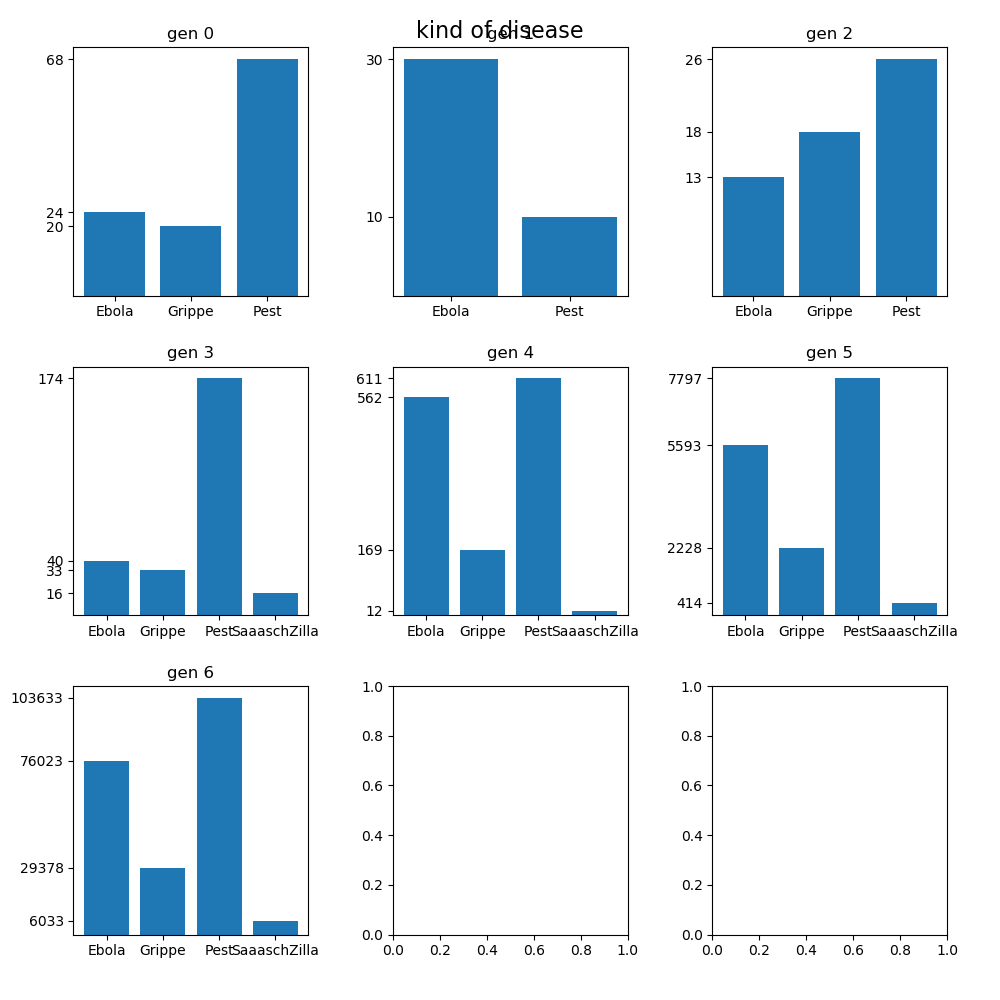 kind of disease
gen 0
gen 1
gen 2
68
24
20
Ebola Grippe Pest
30
10
Ebola Pest
26
18
13
Ebola Grippe Pest
gen 3
gen 4
gen 5
174
40
33
16
Ebola Grippe Pest SaaaschZilla
611
562
169
12
Ebola Grippe Pest SaaaschZilla
7797
5593
2228
414
Ebola Grippe Pest SaaaschZilla
gen 6
103633
76023
29378
6033
Ebola Grippe Pest SaaaschZilla
1.0
0.8
0.6
0.4
0.2
0.0
0.0 0.2 0.4 0.6 0.8 1.0
1.0
0.8
0.6
0.4
0.2
0.0
0.0 0.2 0.4 0.6 0.8 1.0